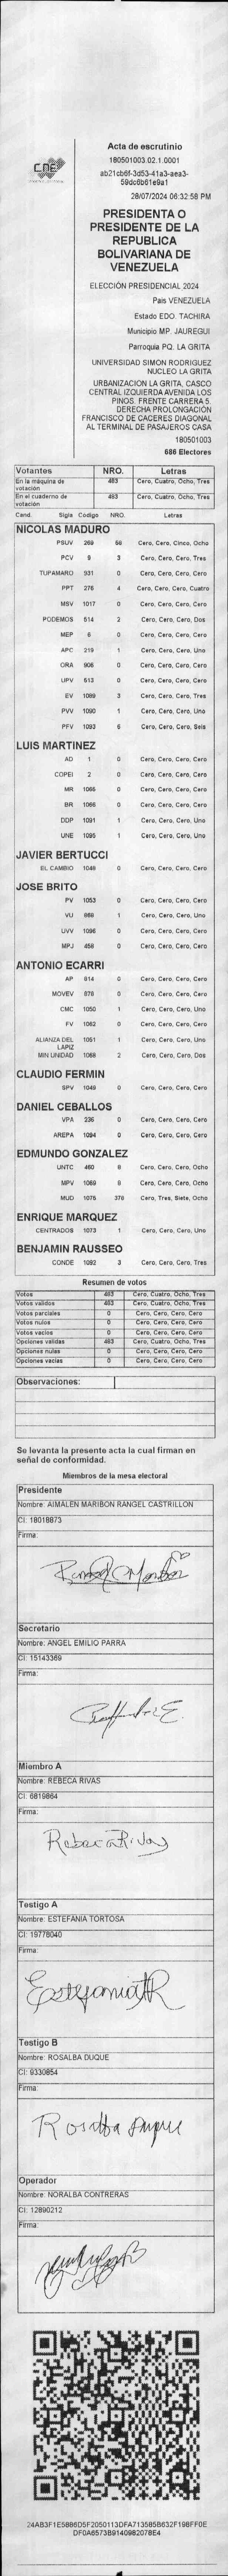 CNE
Acta de escrutinio
180501003.02.1.0001
ab21cb6f-3d53-41a3-aea3-
59dc6b61e9a1
28/07/2024 06:32:58 PM
PRESIDENTA O
PRESIDENTE DE LA
REPUBLICA
BOLIVARIANA DE
VENEZUELA
ELECCIÓN PRESIDENCIAL 2024
Pais VENEZUELA
Estado EDO. TACHIRA
Municipio MP. JAUREGUI
Parroquia PQ. LA GRITA
UNIVERSIDAD SIMON RODRIGUEZ
NUCLEO LA GRITA
URBANIZACION LA GRITA, CASCO
CENTRAL. IZQUIERDA AVENIDA LOS
PINOS. FRENTE CARRERA 5.
DERECHA PROLONGACIÓN
FRANCISCO DE CACERES DIAGONAL
AL TERMINAL DE PASAJEROS CASA
180501003
686 Electores
Votantes NRO. Letras
En la máquina de votación 483 Cero, Cuatro, Ocho, Tres
En el cuaderno de votación 483 Cero, Cuatro, Ocho, Tres
Cand. Sigla Código NRO. Letras
NICOLAS MADURO
PSUV 269 58 Cero, Cero, Cinco, Ocho
PCV 9 3 Cero, Cero, Cero, Tres
TUPAMARO 931 0 Cero, Cero, Cero, Cero
PPT 276 4 Cero, Cero, Cero, Cuatro
MSV 1017 0 Cero, Cero, Cero, Cero
PODEMOS 514 2 Cero, Cero, Cero, Dos
MEP 6 0 Cero, Cero, Cero, Cero
APC 219 1 Cero, Cero, Cero, Uno
ORA 908 0 Cero, Cero, Cero, Cero
UPV 513 0 Cero, Cero, Cero, Cero
EV 1089 3 Cero, Cero, Cero, Tres
PVV 1090 1 Cero, Cero, Cero, Uno
PFV 1093 6 Cero, Cero, Cero, Seis
LUIS MARTINEZ
AD 1 0 Cero, Cero, Cero, Cero
COPEI 2 0 Cero, Cero, Cero, Cero
MR 1065 0 Cero, Cero, Cero, Cero
BR 1066 0 Cero, Cero, Cero, Cero
DDP 1091 1 Cero, Cero, Cero, Uno
UNE 1095 1 Cero, Cero, Cero, Uno
JAVIER BERTUCCI
EL CAMBIO 1048 0 Cero, Cero, Cero, Cero
JOSE BRITO
PV 1053 0 Cero, Cero, Cero, Cero
VU 869 1 Cero, Cero, Cero, Uno
UVV 1096 0 Cero, Cero, Cero, Cero
MPJ 458 0 Cero, Cero, Cero, Cero
ANTONIO ECARRI
AP 814 0 Cero, Cero, Cero, Cero
MOVEV 878 0 Cero, Cero, Cero, Cero
CMC 1050 1 Cero, Cero, Cero, Uno
FV 1062 0 Cero, Cero, Cero, Cero
ALIANZA DEL LAPIZ 1051 1 Cero, Cero, Cero, Uno
MIN UNIDAD 1068 2 Cero, Cero, Cero, Dos
CLAUDIO FERMIN
SPV 1049 0 Cero, Cero, Cero, Cero
DANIEL CEBALLOS
VPA 236 0 Cero, Cero, Cero, Cero
AREPA 1094 0 Cero, Cero, Cero, Cero
EDMUNDO GONZALEZ
UNTC 460 8 Cero, Cero, Cero, Ocho
MPV 1069 8 Cero, Cero, Cero, Ocho
MUD 1076 378 Cero, Tres, Siete, Ocho
ENRIQUE MARQUEZ
CENTRADOS 1073 1 Cero, Cero, Cero, Uno
BENJAMIN RAUSSEO
CONDE 1092 3 Cero, Cero, Cero, Tres
Resumen de votos
Votos 483 Cero, Cuatro, Ocho, Tres
Votos validos 483 Cero, Cuatro, Ocho, Tres
Votos parciales 0 Cero, Cero, Cero, Cero
Votos nulos 0 Cero, Cero, Cero, Cero
Votos vacios 0 Cero, Cero, Cero, Cero
Opciones validas 483 Cero, Cuatro, Ocho, Tres
Opciones nulas 0 Cero, Cero, Cero, Cero
Opciones vacias 0 Cero, Cero, Cero, Cero
Observaciones:
Se levanta la presente acta la cual firman en
señal de conformidad.
Miembros de la mesa electoral
Presidente
Nombre: AIMALEN MARIBON RANGEL CASTRILLON
CI: 18018873
Firma:
Secretario
Nombre: ANGEL EMILIO PARRA
CI: 15143369
Firma:
Miembro A
Nombre: REBECA RIVAS
CI: 6819864
Firma:
Rebeca Rivas
Testigo A
Nombre: ESTEFANIA TORTOSA
CI: 19778040
Firma:
Testigo B
Nombre: ROSALBA DUQUE
CI: 9330854
Firma:
Rosalba Duque
Operador
Nombre: NORALBA CONTRERAS
CI: 12890212
Firma:
24AB3F1E5886D5F2050113DFA713585B632F198FF0E
DF0A6573B9140982078E4